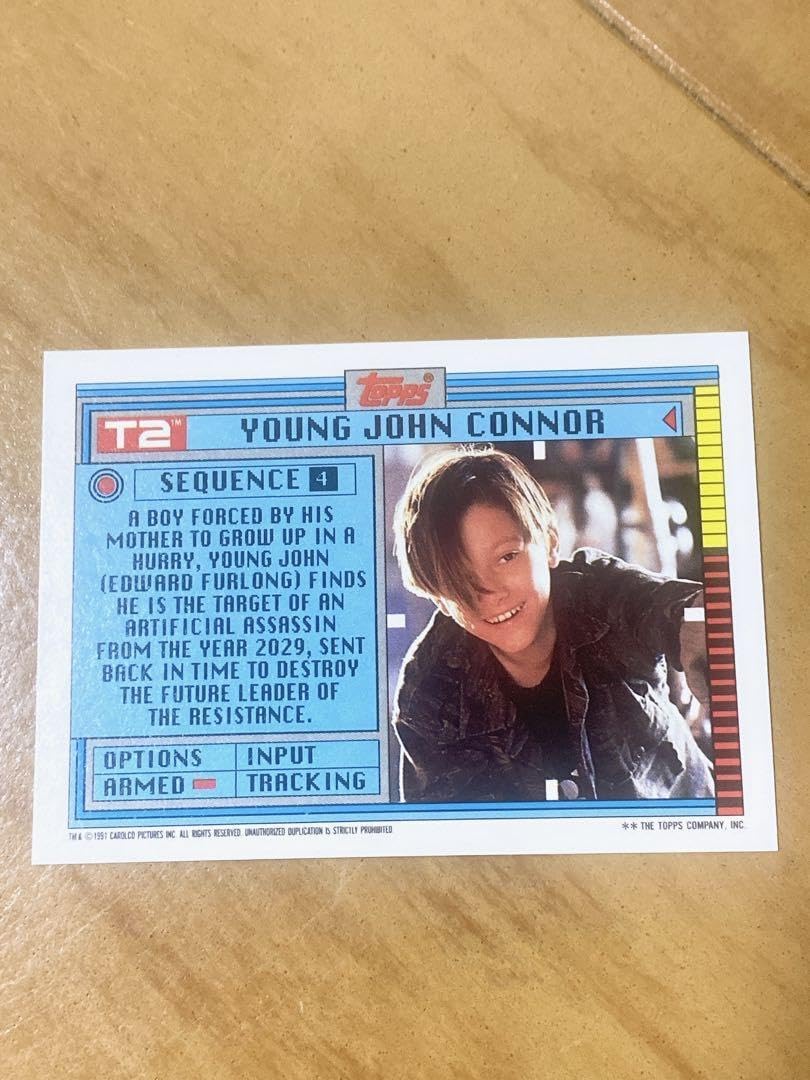 Topps®
T2™
YOUNG JOHN CONNOR
SEQUENCE 4
A BOY FORCED BY HIS
MOTHER TO GROW UP IN A
HURRY, YOUNG JOHN
(EDWARD FURLONG) FINDS
HE IS THE TARGET OF AN
ARTIFICIAL ASSASSIN
FROM THE YEAR 2029, SENT
BACK IN TIME TO DESTROY
THE FUTURE LEADER OF
THE RESISTANCE.
OPTIONS INPUT
ARMED TRACKING
TM & ©1991 CAROLCO PICTURES INC. ALL RIGHTS RESERVED. UNAUTHORIZED DUPLICATION IS STRICTLY PROHIBITED.
** THE TOPPS COMPANY, INC.